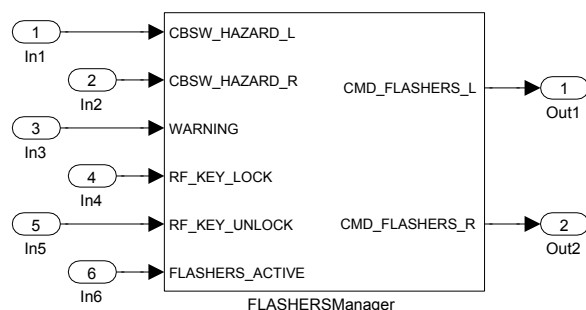 1
In1
CBSW_HAZARD_L
2
In2
CBSW_HAZARD_R
3
In3
WARNING
4
In4
RF_KEY_LOCK
5
In5
RF_KEY_UNLOCK
6
In6
FLASHERS_ACTIVE
CMD_FLASHERS_L
1
Out1
CMD_FLASHERS_R
2
Out2
FLASHERSManager